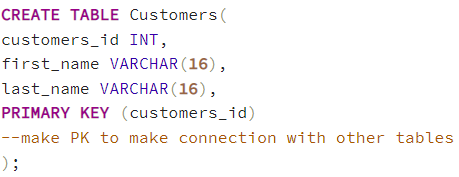 CREATE TABLE Customers(
customers_id INT,
first_name VARCHAR(16),
last_name VARCHAR(16),
PRIMARY KEY (customers_id)
--make PK to make connection with other tables
);